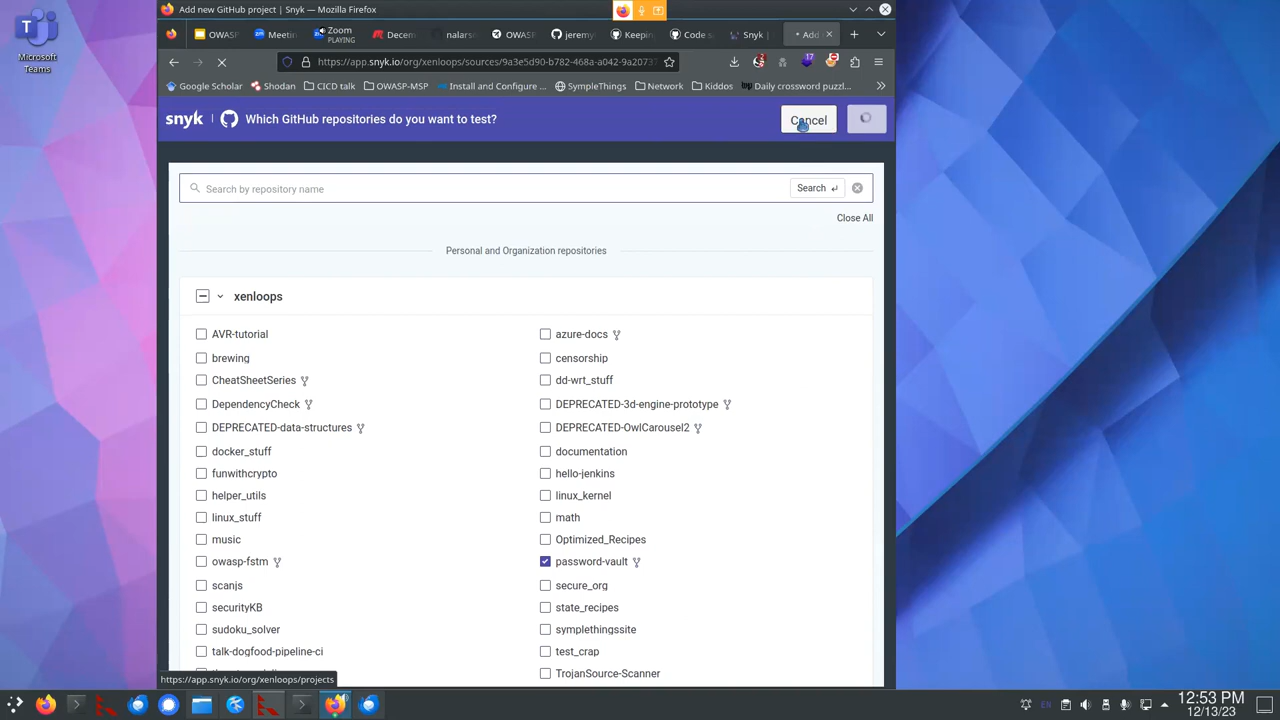 Microsoft
Teams
Add new GitHub project | Snyk — Mozilla Firefox
OWASP
Meetin
Zoom
PLAYING
Decem
nalarsh
OWAS
jeremy
Keepin
Code s
Snyk |
Add
https://app.snyk.io/org/xenloops/sources/9a3e5d90-b782-468a-a042-9a20737
17
Google Scholar
Shodan
CICD talk
OWASP-MSP
Install and Configure ...
SympleThings
Network
Kiddos
Daily crossword puzzl...
snyk
Which GitHub repositories do you want to test?
Cancel
Search by repository name
Search
Close All
Personal and Organization repositories
xenloops
AVR-tutorial
azure-docs
brewing
censorship
CheatSheetSeries
dd-wrt_stuff
DependencyCheck
DEPRECATED-3d-engine-prototype
DEPRECATED-data-structures
DEPRECATED-OwlCarousel2
docker_stuff
documentation
funwithcrypto
hello-jenkins
helper_utils
linux_kernel
linux_stuff
math
music
Optimized_Recipes
owasp-fstm
password-vault
scanjs
secure_org
securityKB
state_recipes
sudoku_solver
symplethingssite
talk-dogfood-pipeline-ci
test_crap
TrojanSource-Scanner
https://app.snyk.io/org/xenloops/projects
EN
12:53 PM
12/13/23